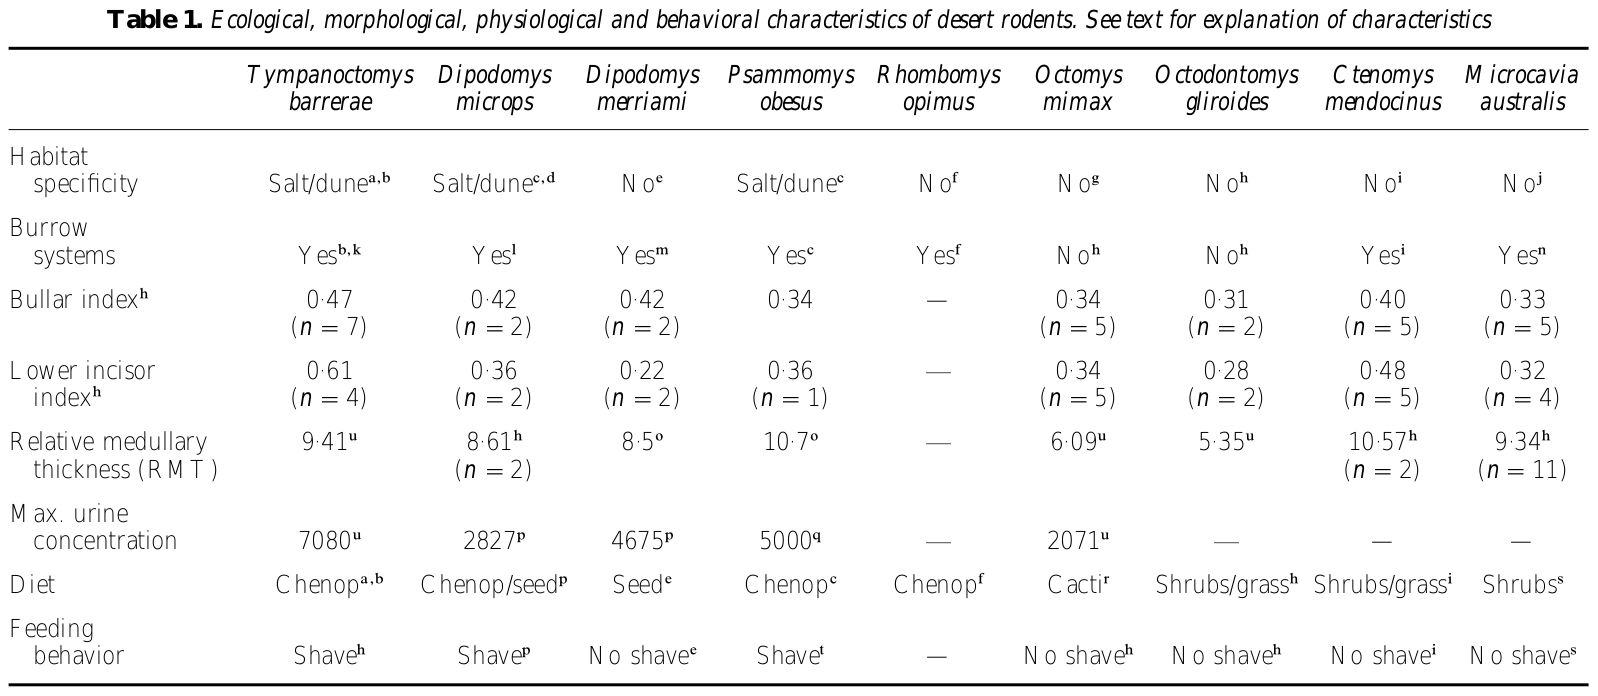 Table 1. Ecological, morphological, physiological and behavioral characteristics of desert rodents. See text for explanation of characteristics
Tympanoctomys Dipodomys Dipodomys Psammomys Rhombomys Octomys Octodontomys Ctenomys Microcavia
barrerae microps merriami obesus opimus mimax gliroides mendocinus australis
Habitat
specificity Salt/dune^a,b Salt/dune^c,d No^e Salt/dune^c No^f No^g No^h No^i No^j
Burrow
systems Yes^b,k Yes^l Yes^m Yes^c Yes^f No^h No^h Yes^i Yes^n
Bullar index^h 0·47 0·42 0·42 0·34 — 0·34 0·31 0·40 0·33
(n = 7) (n = 2) (n = 2) (n = 5) (n = 2) (n = 5) (n = 5)
Lower incisor 0·61 0·36 0·22 0·36 — 0·34 0·28 0·48 0·32
index^h (n = 4) (n = 2) (n = 2) (n = 1) (n = 5) (n = 2) (n = 5) (n = 4)
Relative medullary 9·41^u 8·61^h 8·5^o 10·7^o — 6·09^u 5·35^u 10·57^h 9·34^h
thickness (RMT) (n = 2) (n = 2) (n = 11)
Max. urine
concentration 7080^u 2827^p 4675^p 5000^q — 2071^u — — —
Diet Chenop^a,b Chenop/seed^p Seed^e Chenop^c Chenop^f Cacti^r Shrubs/grass^h Shrubs/grass^i Shrubs^s
Feeding
behavior Shave^h Shave^p No shave^e Shave^t — No shave^h No shave^h No shave^i No shave^s